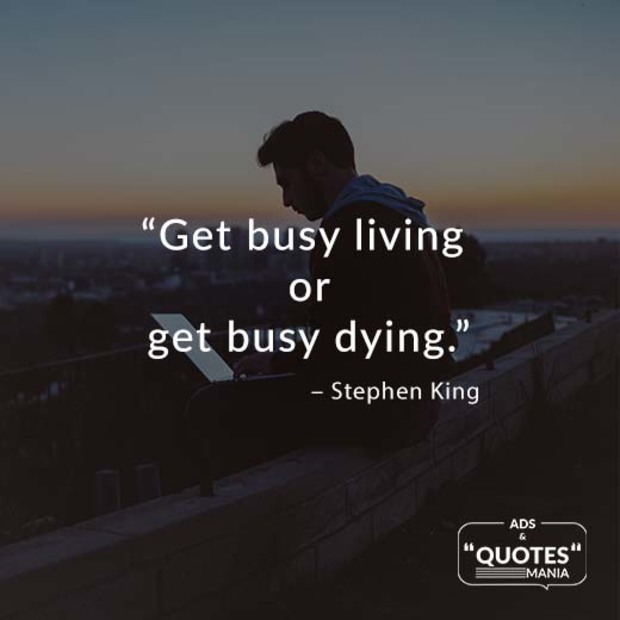 “Get busy living
or
get busy dying.”
– Stephen King
ADS
&
“QUOTES“
MANIA